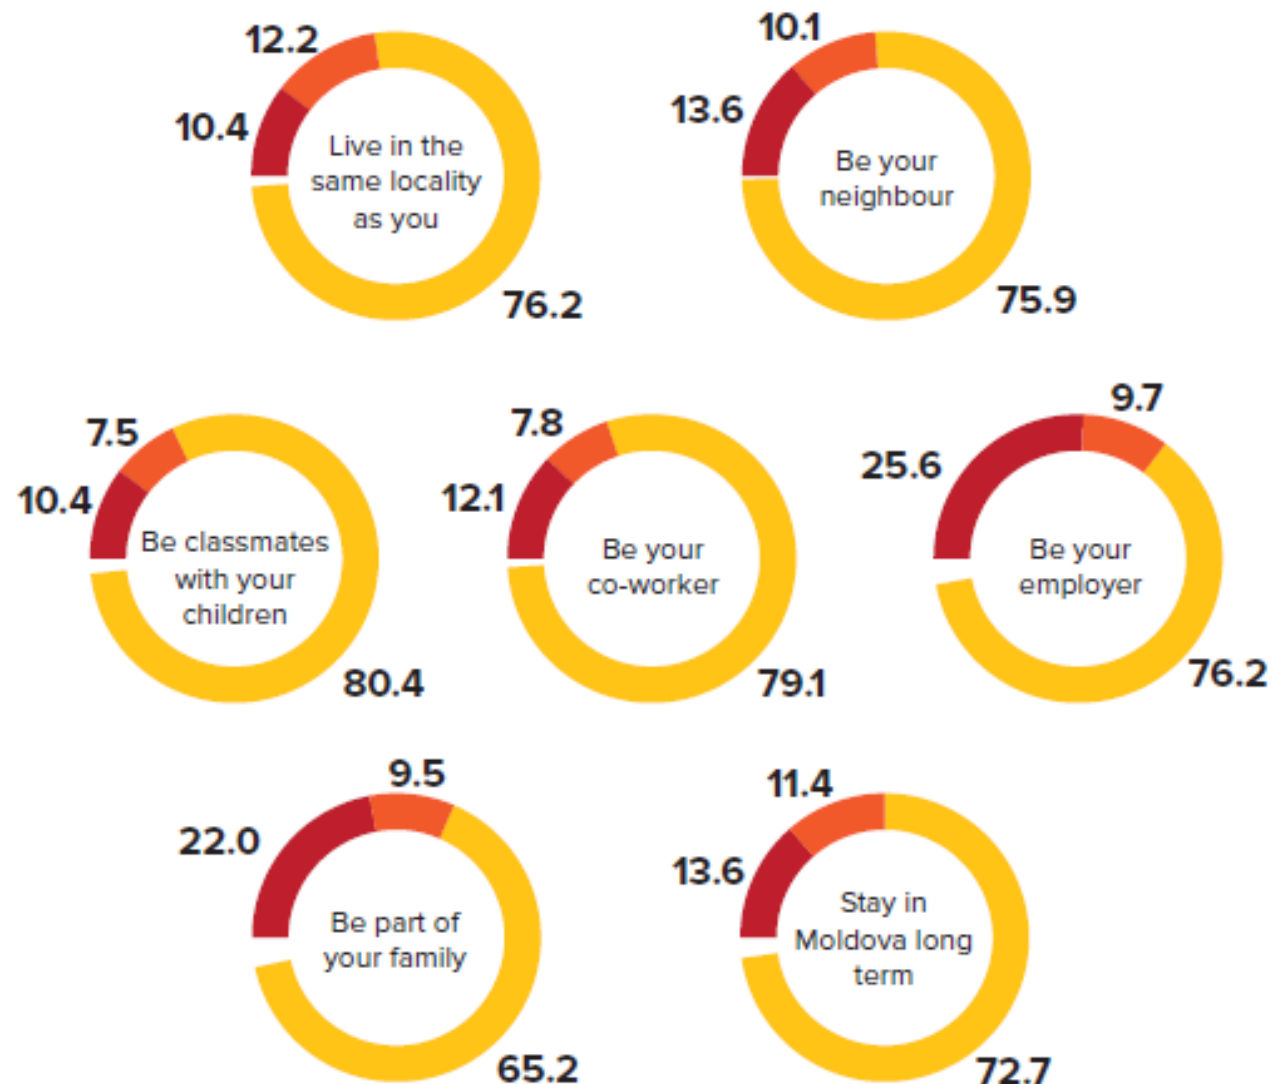 12.2
10.4
Live in the
same locality
as you
76.2
10.1
13.6
Be your
neighbour
75.9
7.5
10.4
Be classmates
with your
children
80.4
7.8
12.1
Be your
co-worker
79.1
9.7
25.6
Be your
employer
76.2
9.5
22.0
Be part of
your family
65.2
11.4
13.6
Stay in
Moldova long
term
72.7